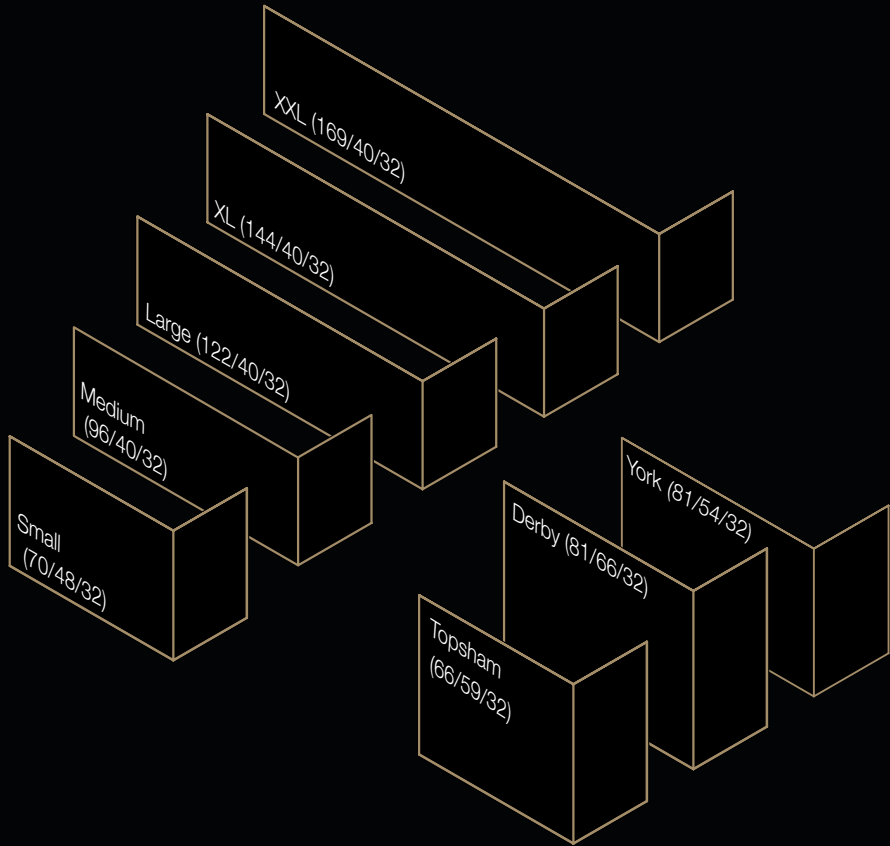 XXL (169/40/32)
XL (144/40/32)
Large (122/40/32)
Medium
(96/40/32)
Small
(70/48/32)
York (81/54/32)
Derby (81/66/32)
Topsham
(66/59/32)